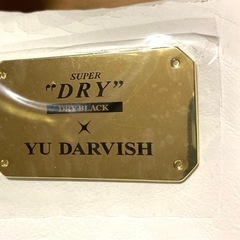 SUPER
"DRY"
DRY BLACK
×
YU DARVISH